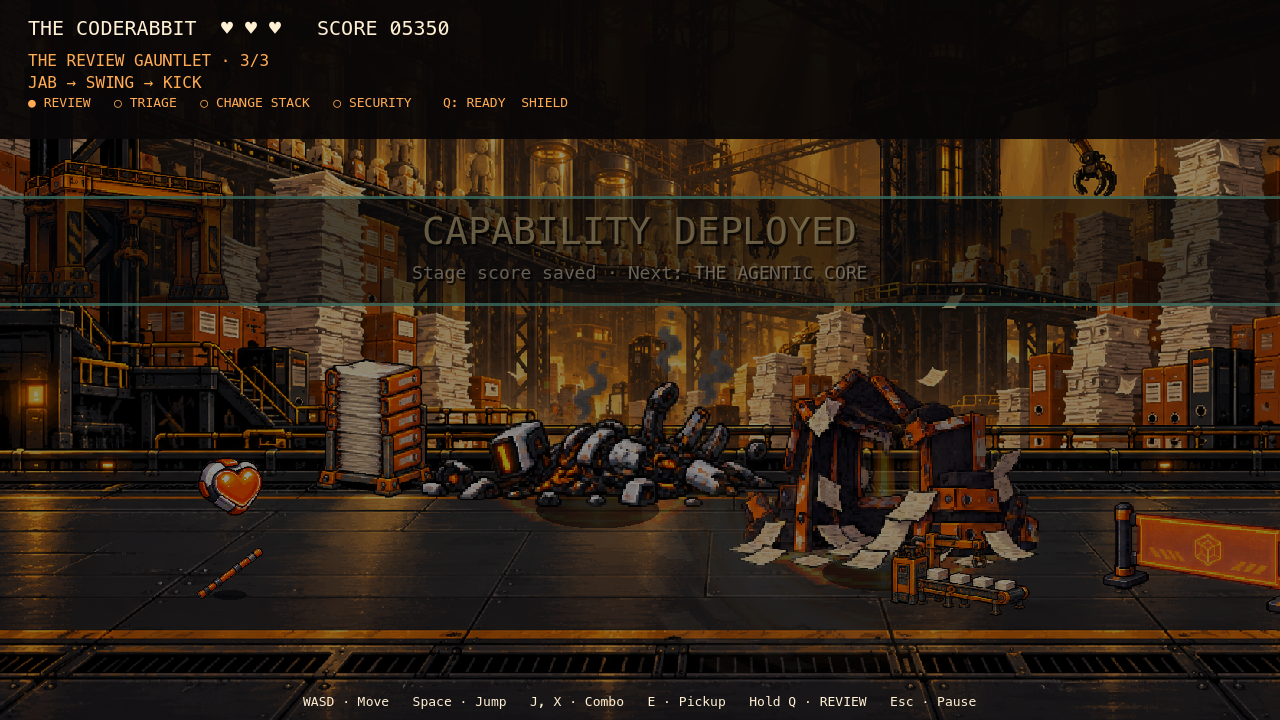 THE CODERABBIT ♥ ♥ ♥ SCORE 05350
THE REVIEW GAUNTLET · 3/3
JAB → SWING → KICK
● REVIEW ○ TRIAGE ○ CHANGE STACK ○ SECURITY Q: READY SHIELD
CAPABILITY DEPLOYED
Stage score saved · Next: THE AGENTIC CORE
WASD · Move Space · Jump J, X · Combo E · Pickup Hold Q · REVIEW Esc · Pause